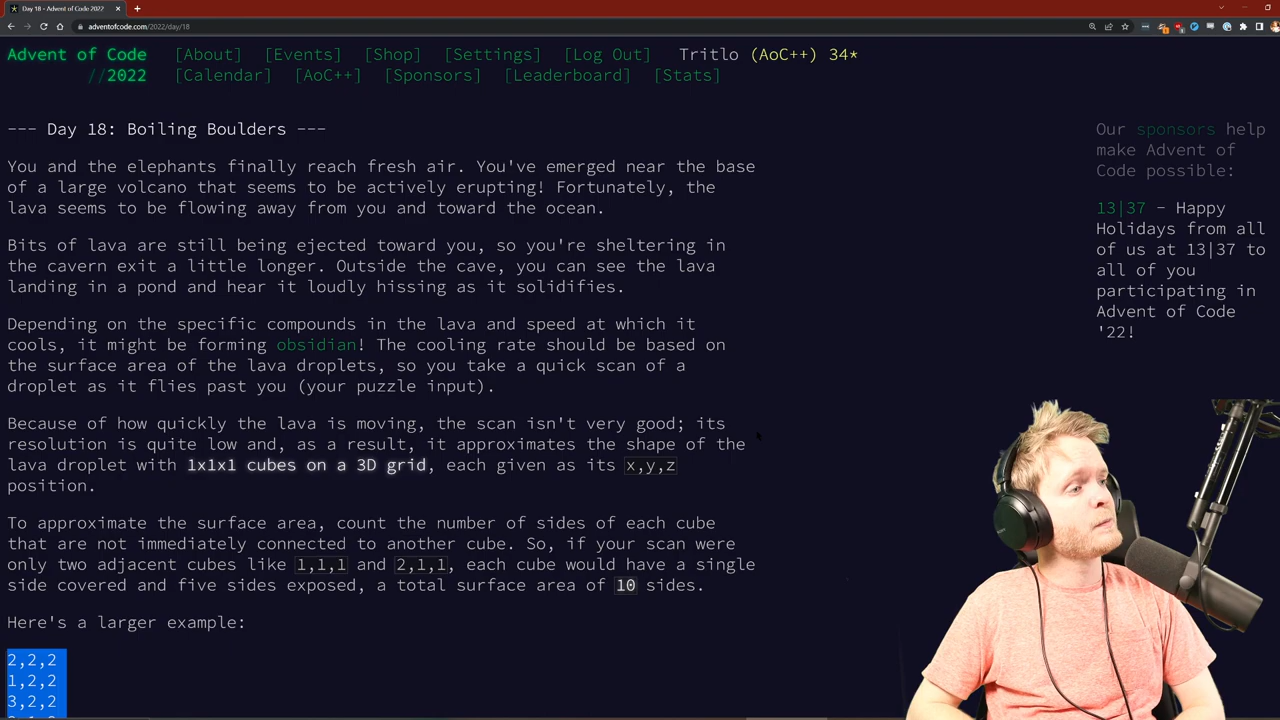 Day 18 - Advent of Code 2022
adventofcode.com/2022/day/18
Advent of Code [About] [Events] [Shop] [Settings] [Log Out] Tritlo (AoC++) 34*
//2022 [Calendar] [AoC++] [Sponsors] [Leaderboard] [Stats]
--- Day 18: Boiling Boulders ---
You and the elephants finally reach fresh air. You've emerged near the base
of a large volcano that seems to be actively erupting! Fortunately, the
lava seems to be flowing away from you and toward the ocean.
Bits of lava are still being ejected toward you, so you're sheltering in
the cavern exit a little longer. Outside the cave, you can see the lava
landing in a pond and hear it loudly hissing as it solidifies.
Depending on the specific compounds in the lava and speed at which it
cools, it might be forming obsidian! The cooling rate should be based on
the surface area of the lava droplets, so you take a quick scan of a
droplet as it flies past you (your puzzle input).
Because of how quickly the lava is moving, the scan isn't very good; its
resolution is quite low and, as a result, it approximates the shape of the
lava droplet with 1x1x1 cubes on a 3D grid, each given as its x,y,z
position.
To approximate the surface area, count the number of sides of each cube
that are not immediately connected to another cube. So, if your scan were
only two adjacent cubes like 1,1,1 and 2,1,1, each cube would have a single
side covered and five sides exposed, a total surface area of 10 sides.
Here's a larger example:
2,2,2
1,2,2
3,2,2
Our sponsors help
make Advent of
Code possible:
13|37 - Happy
Holidays from all
of us at 13|37 to
all of you
participating in
Advent of Code
'22!